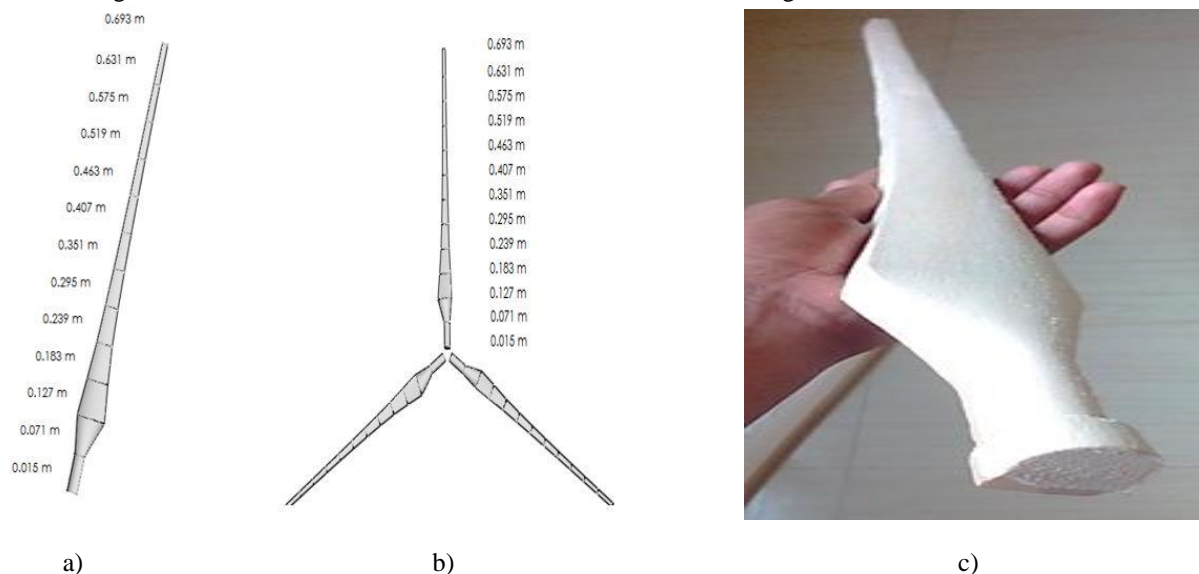 0.693 m
0.631 m
0.575 m
0.519 m
0.463 m
0.407 m
0.351 m
0.295 m
0.239 m
0.183 m
0.127 m
0.071 m
0.015 m
0.693 m
0.631 m
0.575 m
0.519 m
0.463 m
0.407 m
0.351 m
0.295 m
0.239 m
0.183 m
0.127 m
0.071 m
0.015 m
a) b) c)